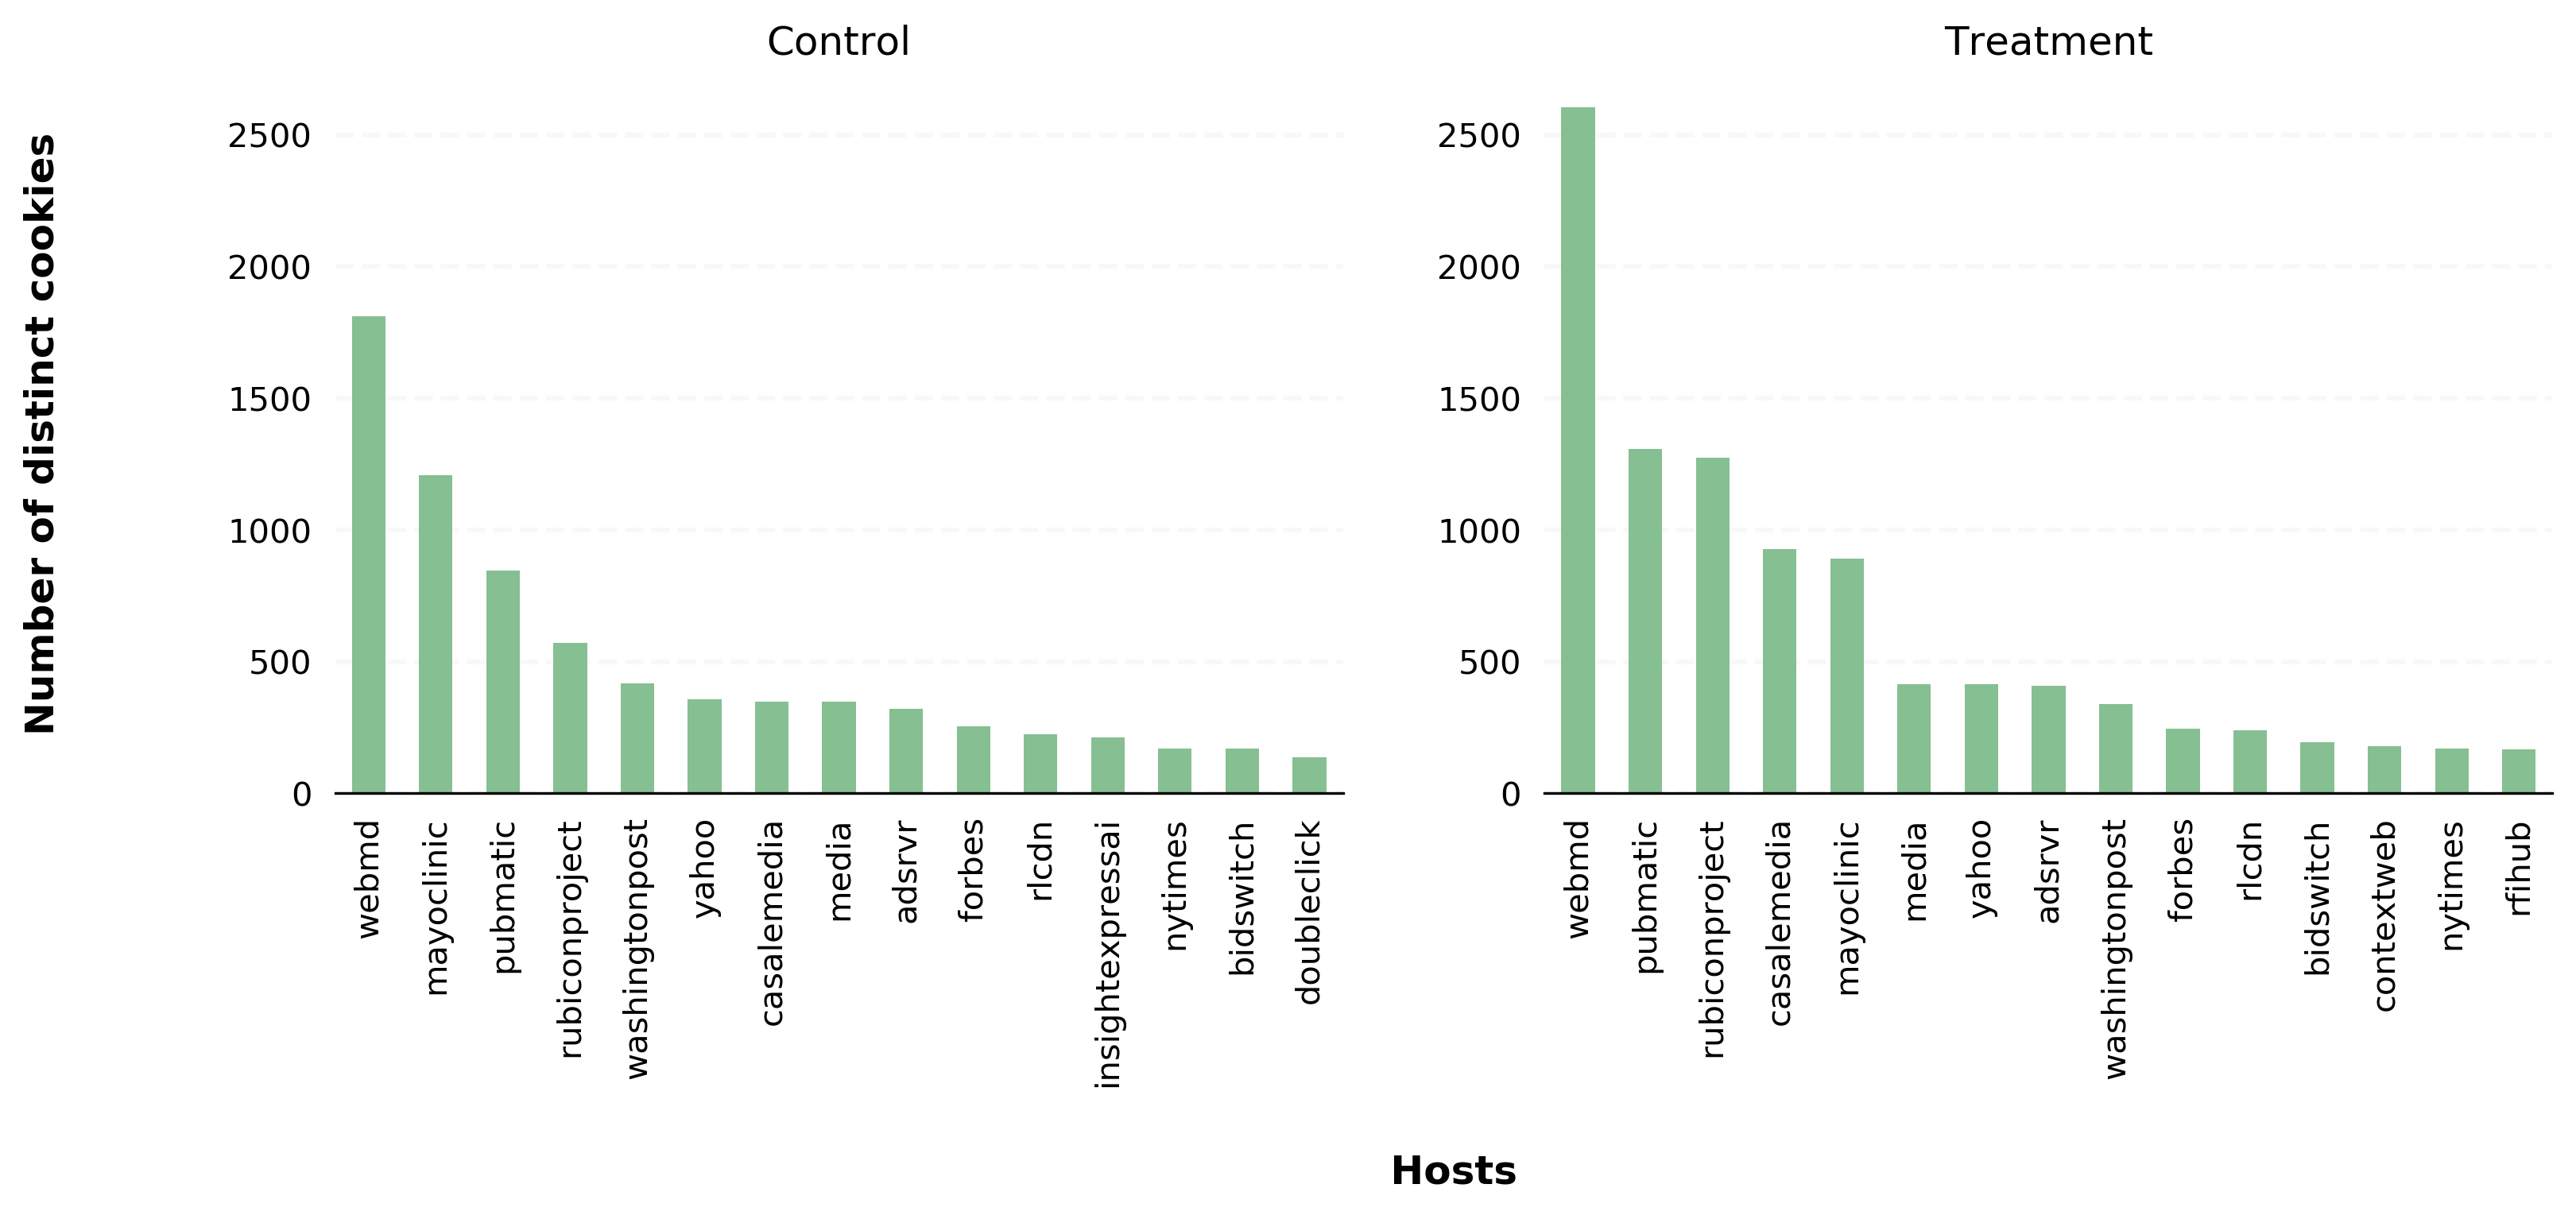 Control
Treatment
Number of distinct cookies
2500
2000
1500
1000
500
0
webmd
mayoclinic
pubmatic
rubiconproject
washingtonpost
yahoo
casalemedia
media
adsrvr
forbes
rlcdn
insightexpressai
nytimes
bidswitch
doubleclick
2500
2000
1500
1000
500
0
webmd
pubmatic
rubiconproject
casalemedia
mayoclinic
media
yahoo
adsrvr
washingtonpost
forbes
rlcdn
bidswitch
contextweb
nytimes
rfihub
Hosts